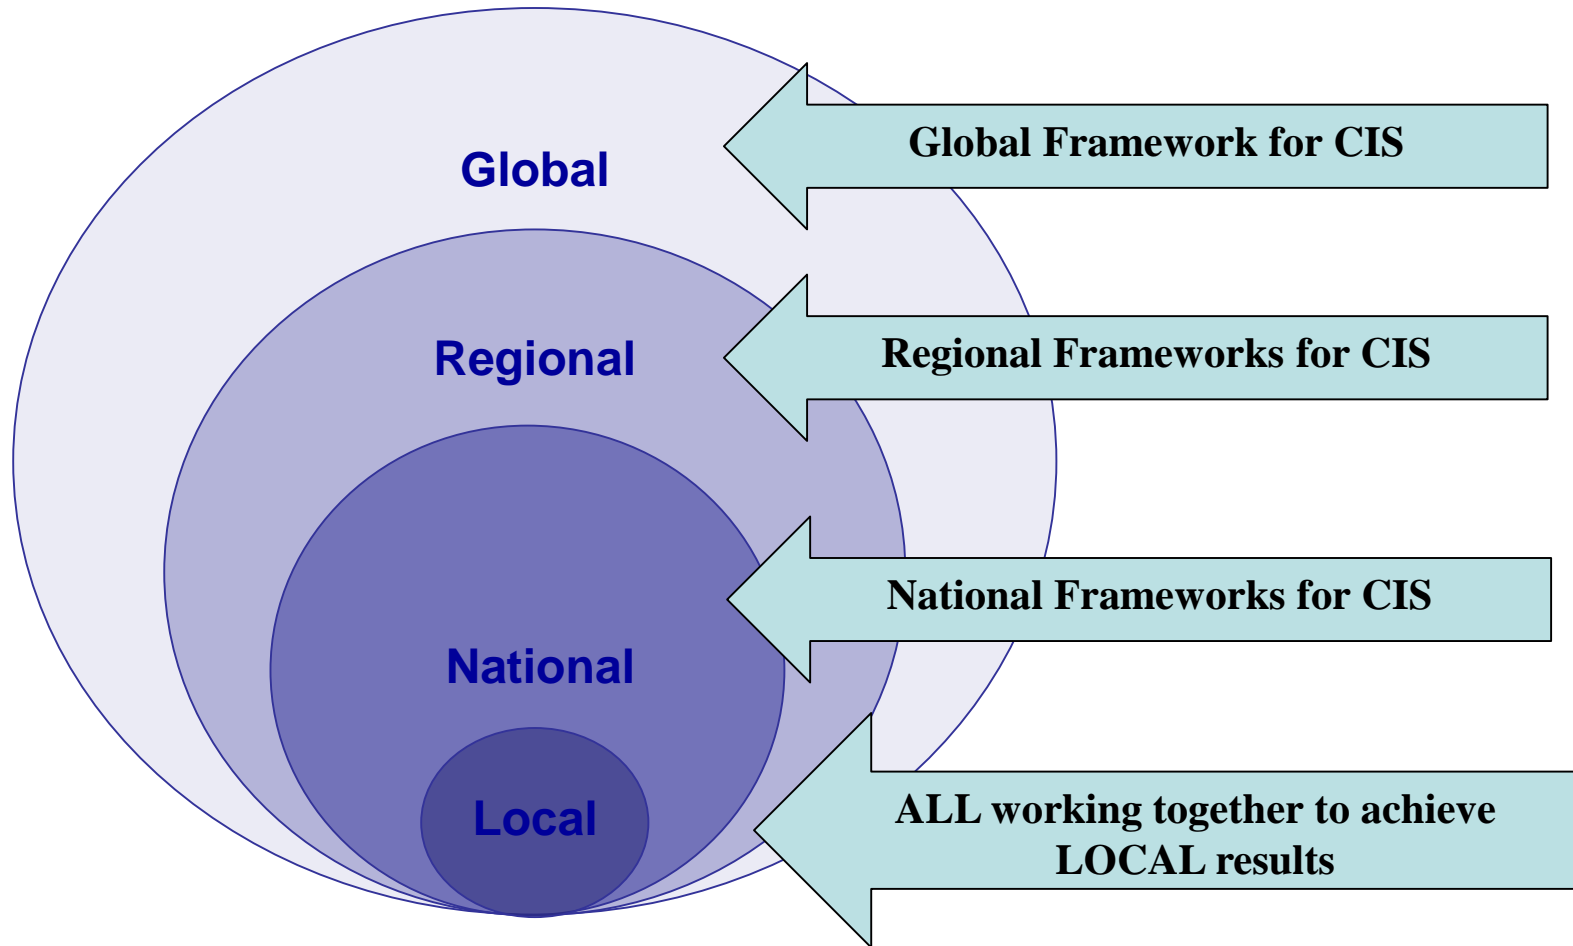 Global
Global Framework for CIS
Regional
Regional Frameworks for CIS
National Frameworks for CIS
National
Local
ALL working together to achieve
LOCAL results